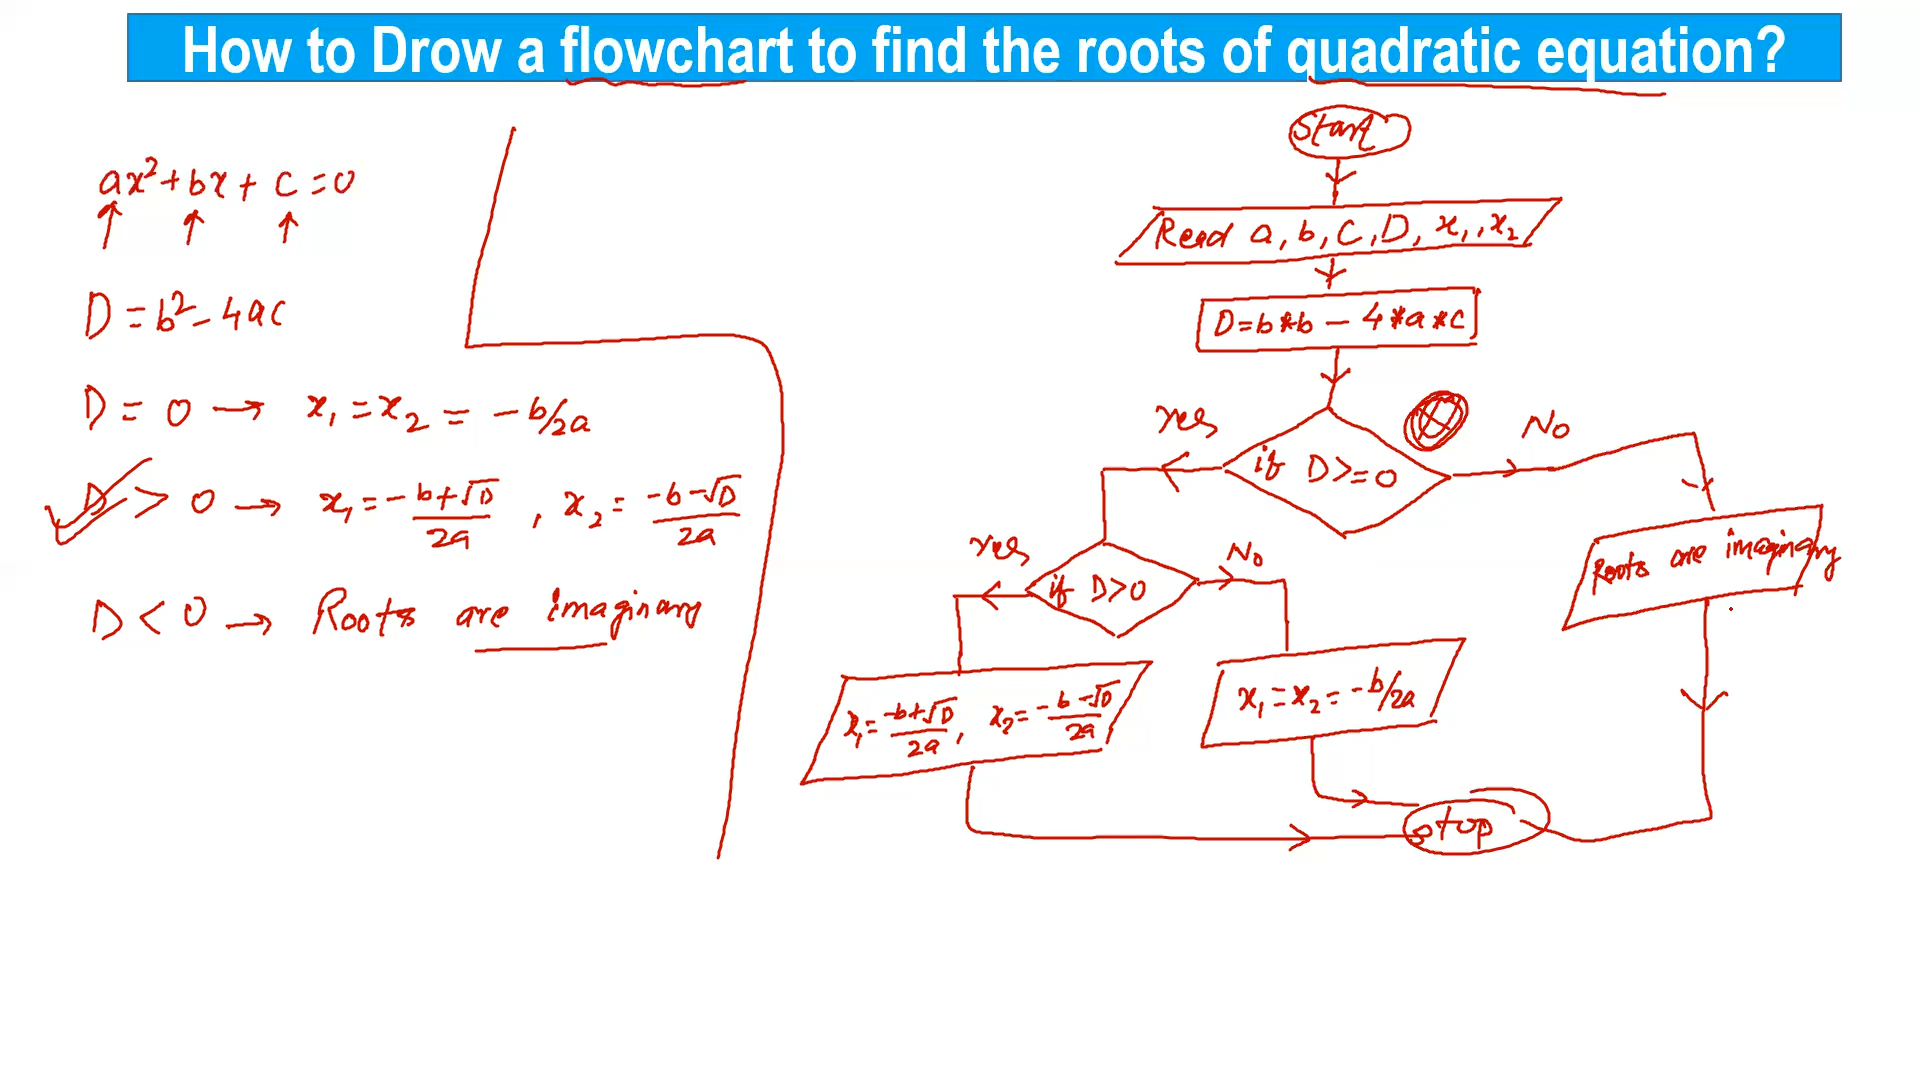 How to Drow a flowchart to find the roots of quadratic equation?
ax²+bx+c=0
D=b²-4ac
D=0→ x₁=x₂=-b/2a
D>0→ x₁=-b+√D/2a, x₂=-b-√D/2a
D<0→ Roots are imaginary
Start
Read a, b, C, D, x₁, x₂
D=b*b-4*a*c
if D>=0
Yes
No
if D>0
Yes
No
x₁=-b+√D/2a, x₂=-b-√D/2a
x₁=x₂=-b/2a
Roots are imaginary
Stop